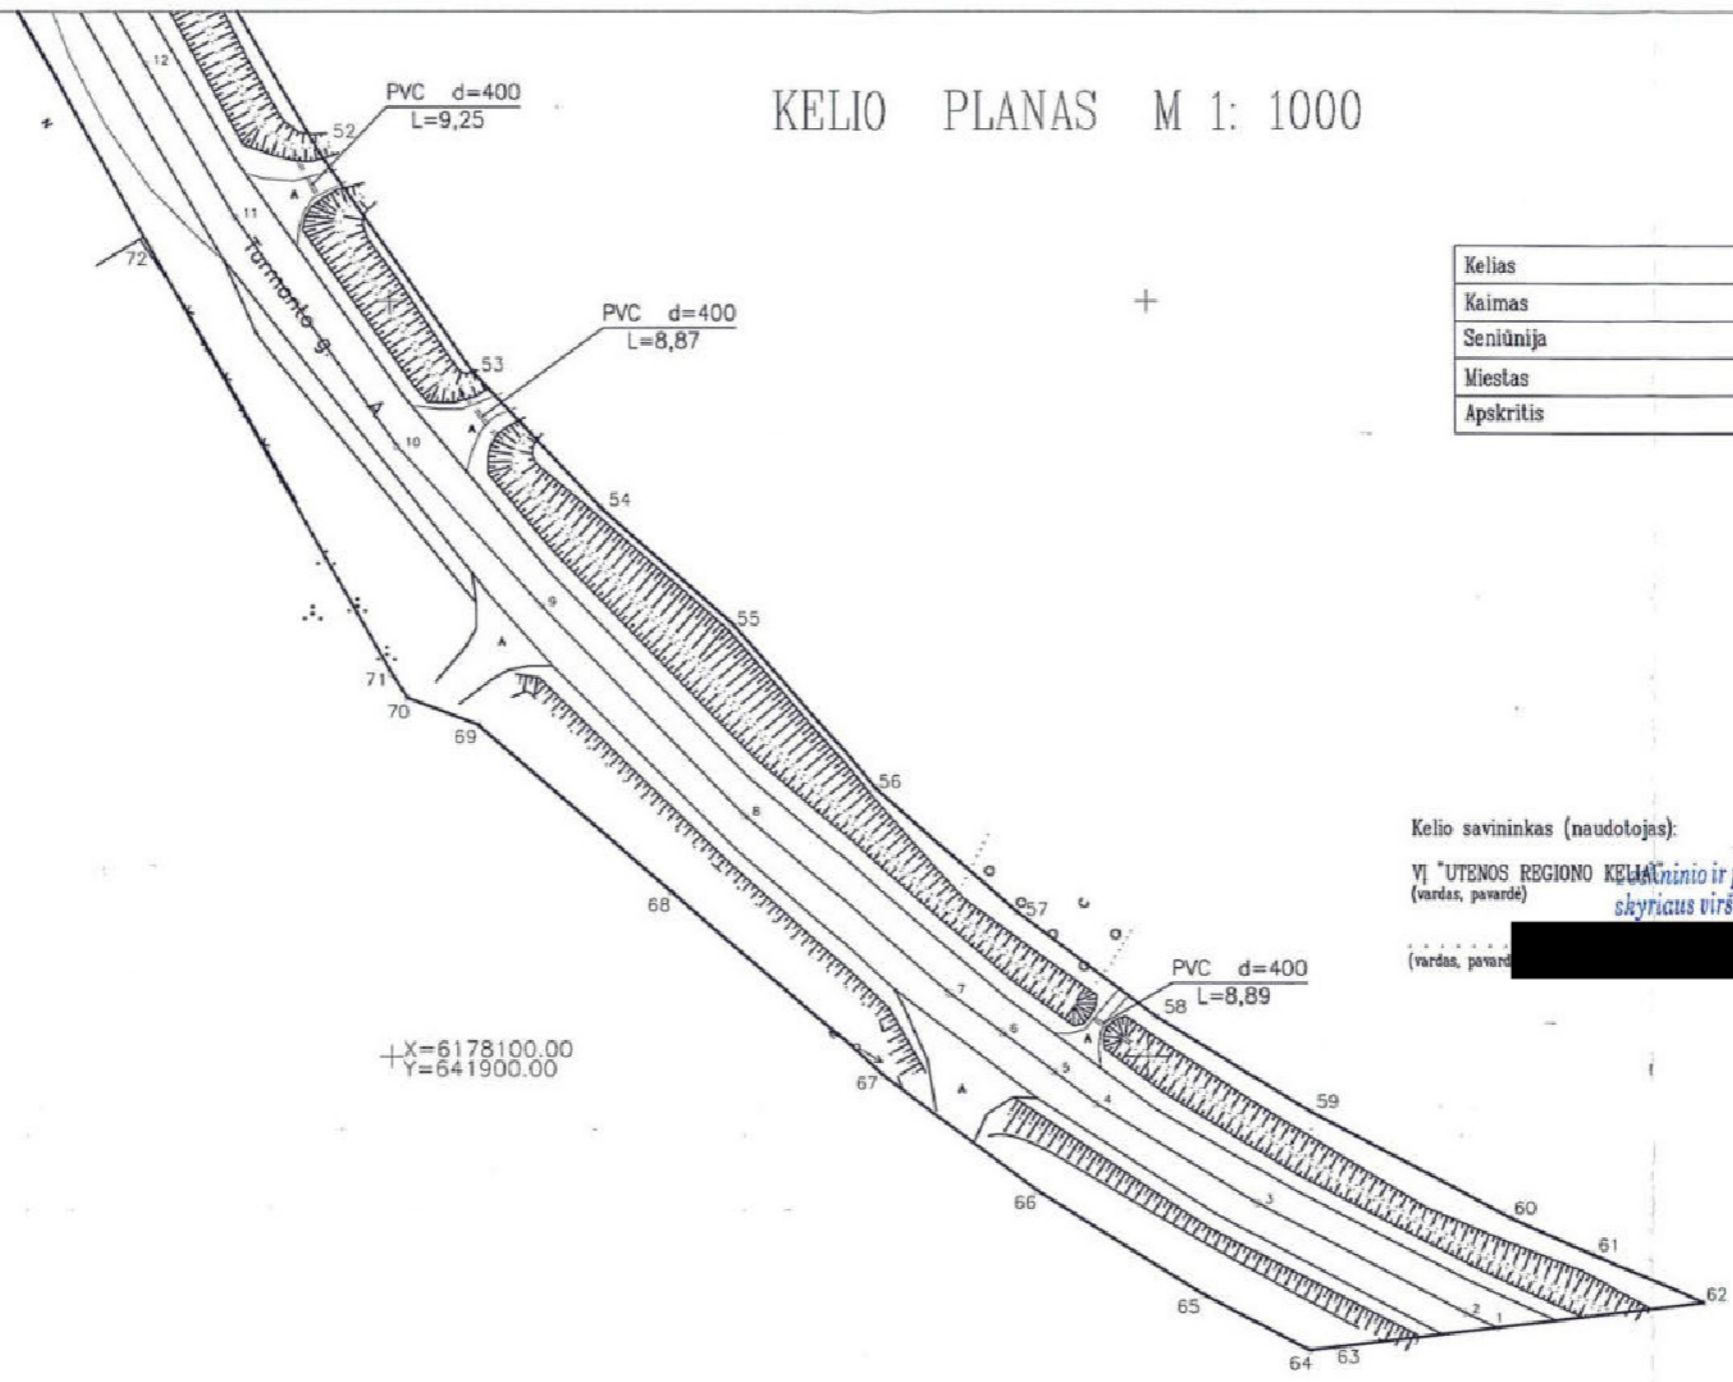 KELIO PLANAS M 1: 1000
12
PVC d=400
L=9,25
52
A
11
Turmanto g.
72
PVC d=400
L=8,87
53
A
A
10
54
9
55
A
71
70
69
56
8
68
57
7
6
5
4
PVC d=400
L=8,89
58
A
67
A
59
X=6178100.00
Y=641900.00
66
3
60
61
62
65
2
1
64
63
Kelias
Kaimas
Seniūnija
Miestas
Apskritis
Kelio savininkas (naudotojas):
VĮ "UTENOS REGIONO KELIAI"
(vardas, pavardė)
skyriaus virš
(vardas, pavard